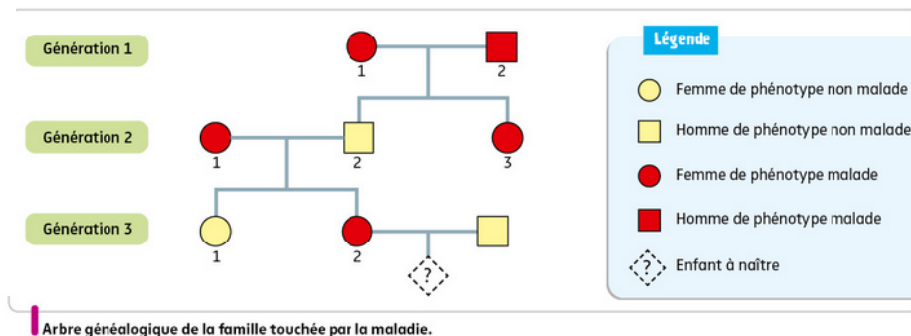 Génération 1
1
2
Génération 2
1
2
3
Génération 3
1
2
?
Légende
Femme de phénotype non malade
Homme de phénotype non malade
Femme de phénotype malade
Homme de phénotype malade
? Enfant à naître
Arbre généalogique de la famille touchée par la maladie.